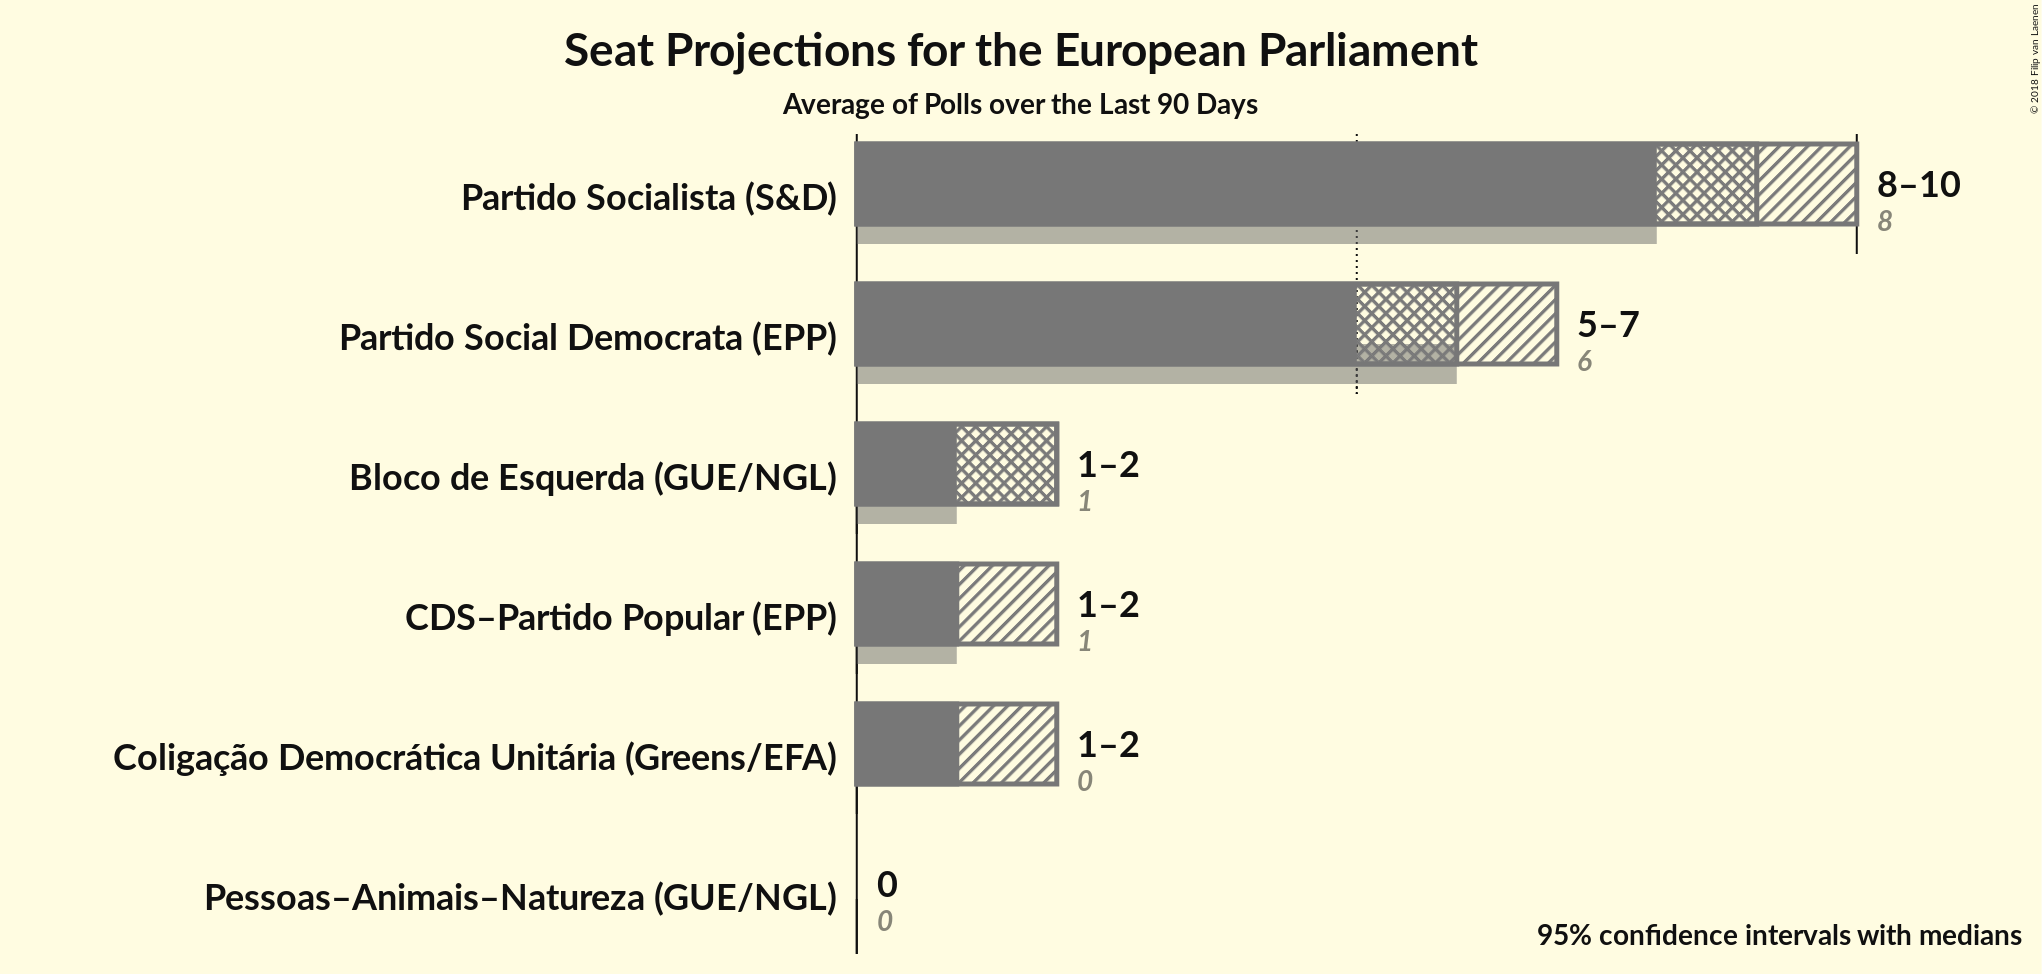 Seat Projections for the European Parliament
Average of Polls over the Last 90 Days
© 2018 Filip van Laenen
Partido Socialista (S&D)
8–10
8
Partido Social Democrata (EPP)
5–7
6
Bloco de Esquerda (GUE/NGL)
1–2
1
CDS–Partido Popular (EPP)
1–2
1
Coligação Democrática Unitária (Greens/EFA)
1–2
0
Pessoas–Animais–Natureza (GUE/NGL)
0
0
95% confidence intervals with medians